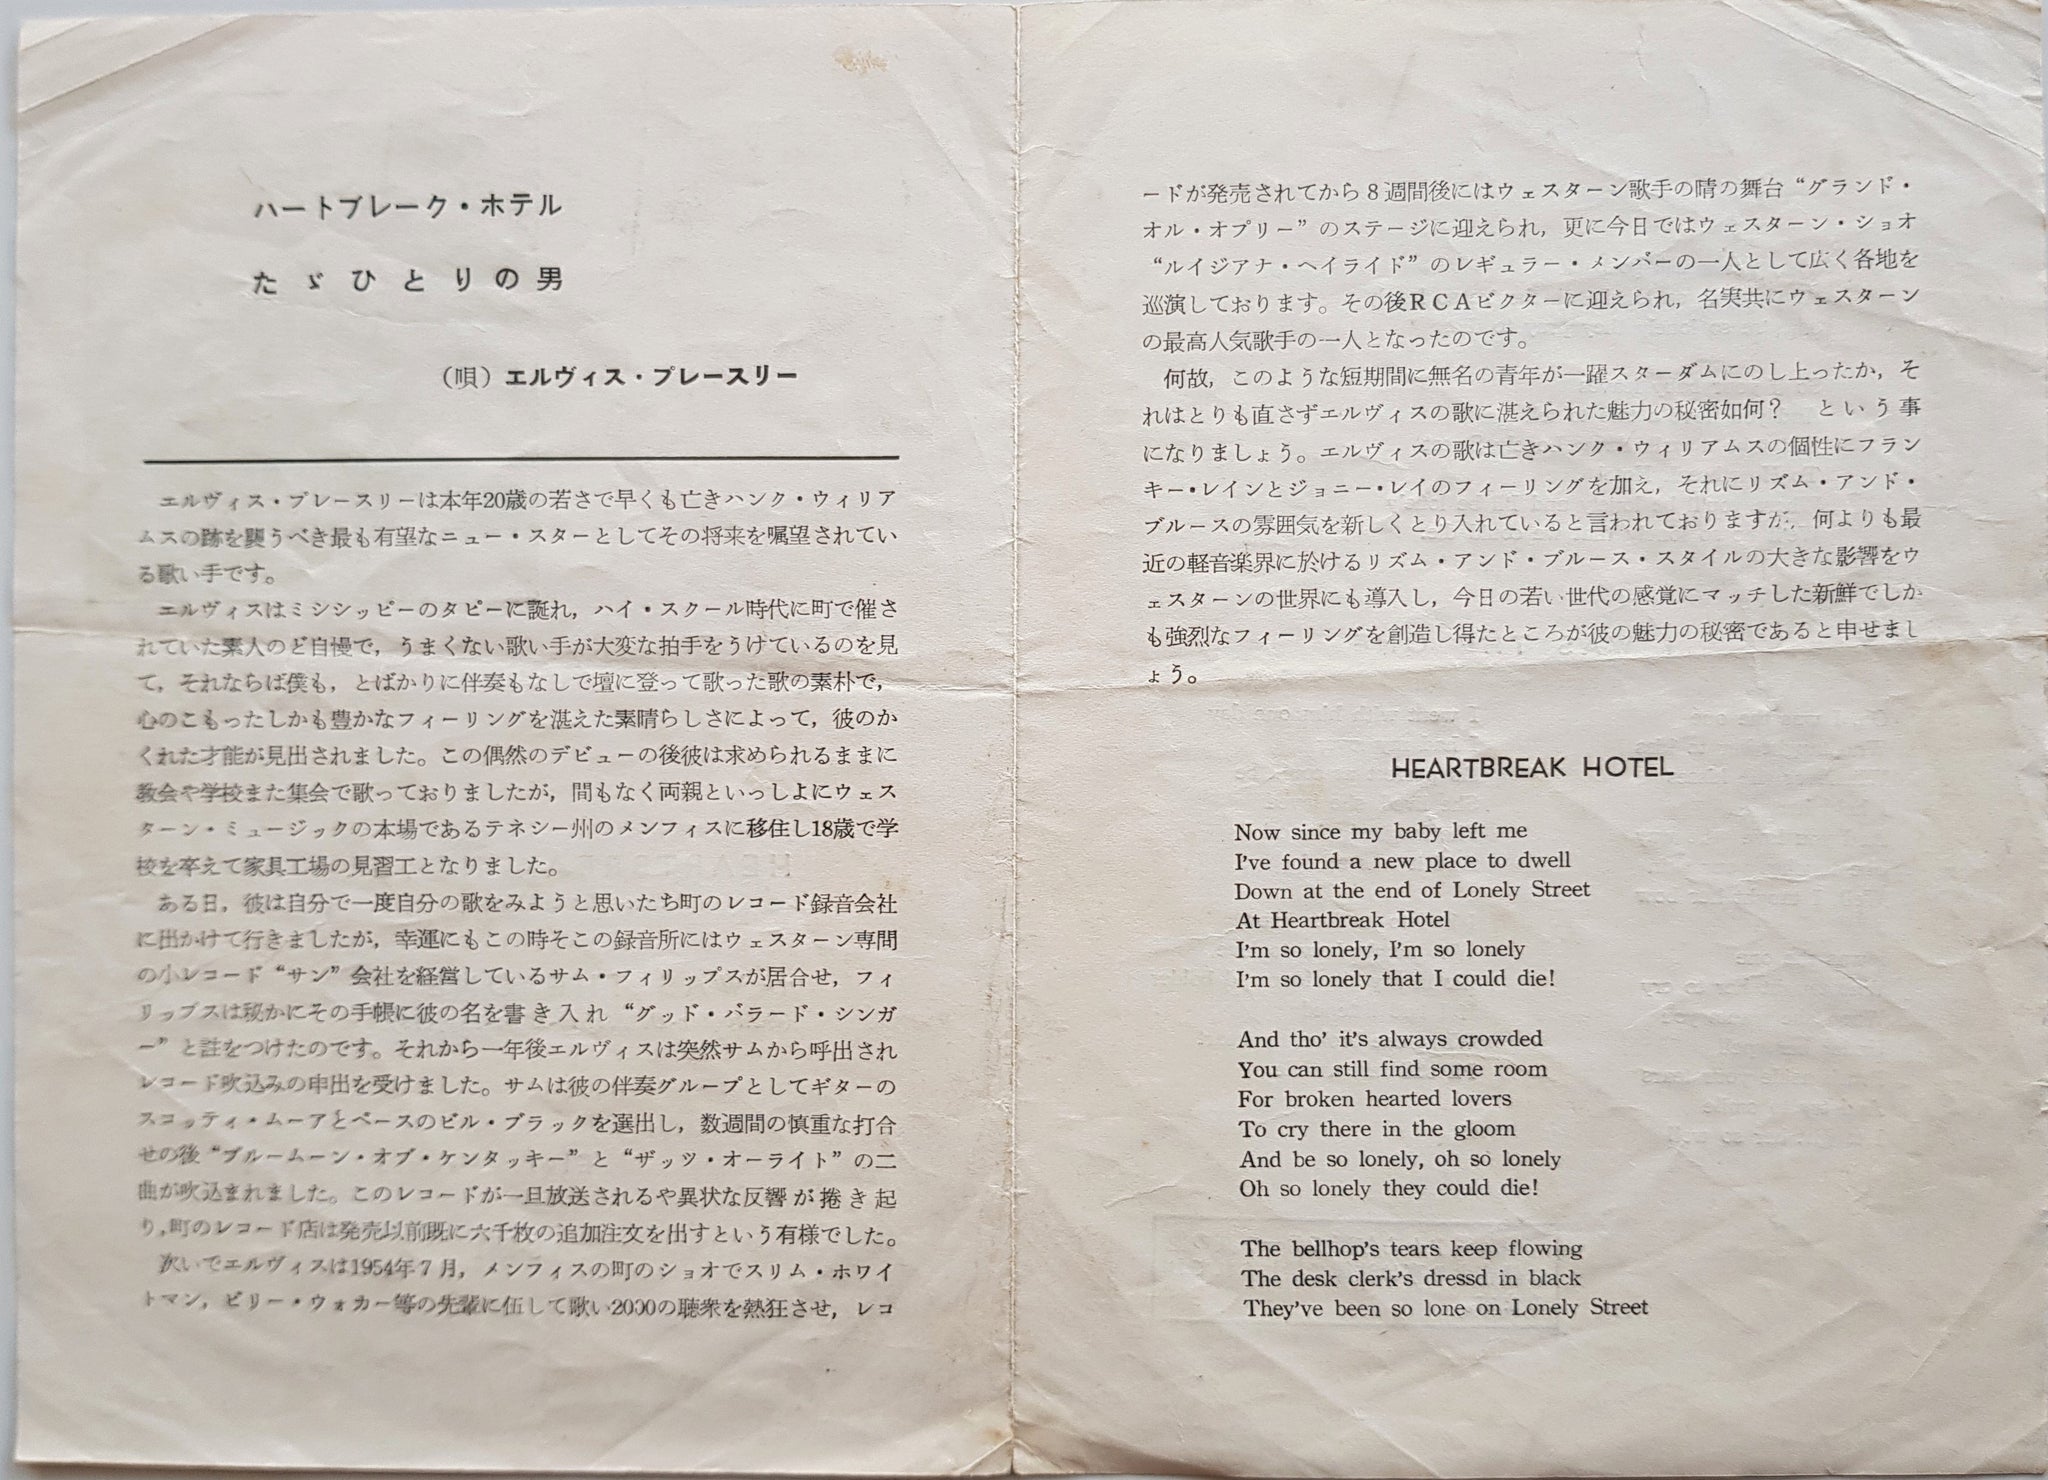 ハートブレーク・ホテル
たゞひとりの男
（唄）エルヴィス・プレースリー
エルヴィス・プレースリーは本年20歳の若さで早くも亡きハンク・ウィリア
ムスの跡を襲うべき最も有望なニュー・スターとしてその将来を嘱望されてい
る歌い手です。
エルヴィスはミシシッピーのタピーに誕れ，ハイ・スクール時代に町で催さ
れていた素人のど自慢で，うまくない歌い手が大変な拍手をうけているのを見
て，それならば僕も，とばかりに伴奏もなしで壇に登って歌った歌の素朴で，
心のこもったしかも豊かなフィーリングを湛えた素晴らしさによって，彼のか
くれた才能が見出されました。この偶然のデビューの後彼は求められるままに
教会や学校また集会で歌っておりましたが，間もなく両親といっしよにウェス
ターン・ミュージックの本場であるテネシー州のメンフィスに移住し18歳で学
校を卒えて家具工場の見習工となりました。
ある日，彼は自分で一度自分の歌をみようと思いたち町のレコード録音会社
に出かけて行きましたが，幸運にもこの時そこの録音所にはウェスターン専問
の小レコード“サン”会社を経営しているサム・フィリップスが居合せ，フィ
リップスは秘かにその手帳に彼の名を書き入れ“グッド・バラード・シンガ
ー”と註をつけたのです。それから一年後エルヴィスは突然サムから呼出され
レコード吹込みの申出を受けました。サムは彼の伴奏グループとしてギターの
スコッティ・ムーアとベースのビル・ブラックを選出し，数週間の慎重な打合
せの後“ブルームーン・オブ・ケンタッキー”と“ザッツ・オーライト”の二
曲が吹込まれました。このレコードが一旦放送されるや異状な反響が捲き起
り，町のレコード店は発売以前既に六千枚の追加注文を出すという有様でした。
次いでエルヴィスは1954年７月，メンフィスの町のショオでスリム・ホワイ
トマン，ビリー・ウォカー等の先輩に伍して歌い2000の聴衆を熱狂させ，レコ
ードが発売されてから８週間後にはウェスターン歌手の晴の舞台“グランド・
オル・オプリー”のステージに迎えられ，更に今日ではウェスターン・ショオ
“ルイジアナ・ヘイライド”のレギュラー・メンバーの一人として広く各地を
巡演しております。その後ＲＣＡビクターに迎えられ，名実共にウェスターン
の最高人気歌手の一人となったのです。
何故，このような短期間に無名の青年が一躍スターダムにのし上ったか，そ
れはとりも直さずエルヴィスの歌に湛えられた魅力の秘密如何？　という事
になりましょう。エルヴィスの歌は亡きハンク・ウィリアムスの個性にフラン
キー・レインとジョニー・レイのフィーリングを加え，それにリズム・アンド・
ブルースの雰囲気を新しくとり入れていると言われておりますが，何よりも最
近の軽音楽界に於けるリズム・アンド・ブルース・スタイルの大きな影響をウ
ェスターンの世界にも導入し，今日の若い世代の感覚にマッチした新鮮でしか
も強烈なフィーリングを創造し得たところが彼の魅力の秘密であると申せまし
ょう。
HEARTBREAK HOTEL
Now since my baby left me
I've found a new place to dwell
Down at the end of Lonely Street
At Heartbreak Hotel
I'm so lonely, I'm so lonely
I'm so lonely that I could die!
And tho' it's always crowded
You can still find some room
For broken hearted lovers
To cry there in the gloom
And be so lonely, oh so lonely
Oh so lonely they could die!
The bellhop's tears keep flowing
The desk clerk's dressd in black
They've been so lone on Lonely Street